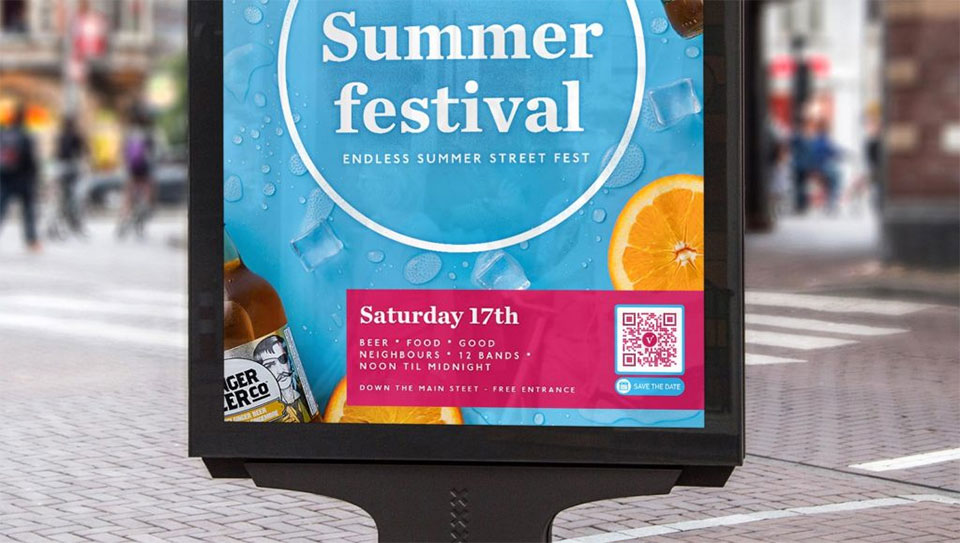 Summer
festival
ENDLESS SUMMER STREET FEST
Saturday 17th
BEER * FOOD * GOOD
NEIGHBOURS * 12 BANDS *
NOON TIL MIDNIGHT
DOWN THE MAIN STEET - FREE ENTRANCE
SAVE THE DATE
V